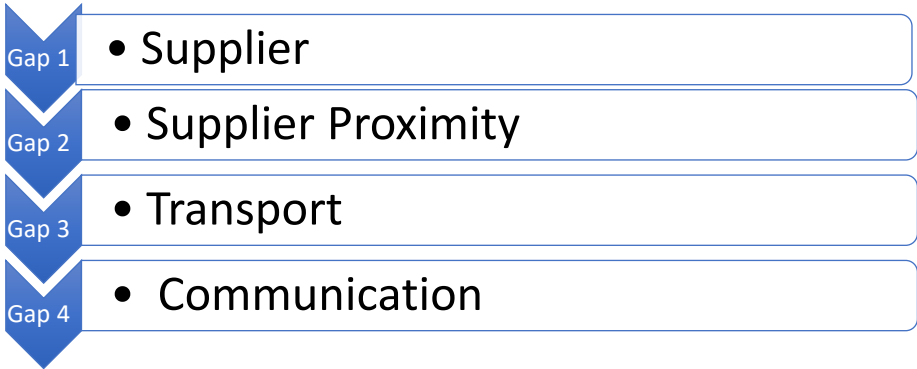 Gap 1 • Supplier
Gap 2 • Supplier Proximity
Gap 3 • Transport
Gap 4 • Communication